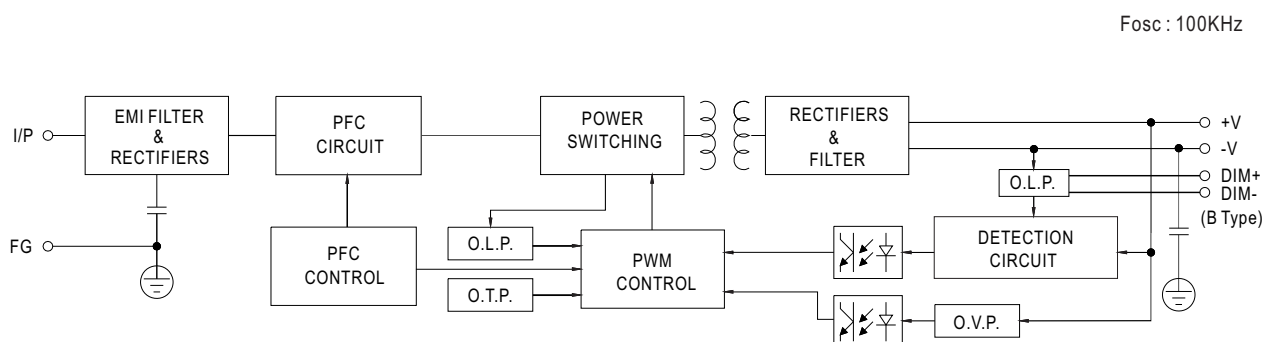 Fosc : 100KHz
I/P
EMI FILTER
&
RECTIFIERS
PFC
CIRCUIT
POWER
SWITCHING
RECTIFIERS
&
FILTER
+V
-V
DIM+
DIM-
(B Type)
O.L.P.
FG
PFC
CONTROL
O.L.P.
O.T.P.
PWM
CONTROL
DETECTION
CIRCUIT
O.V.P.